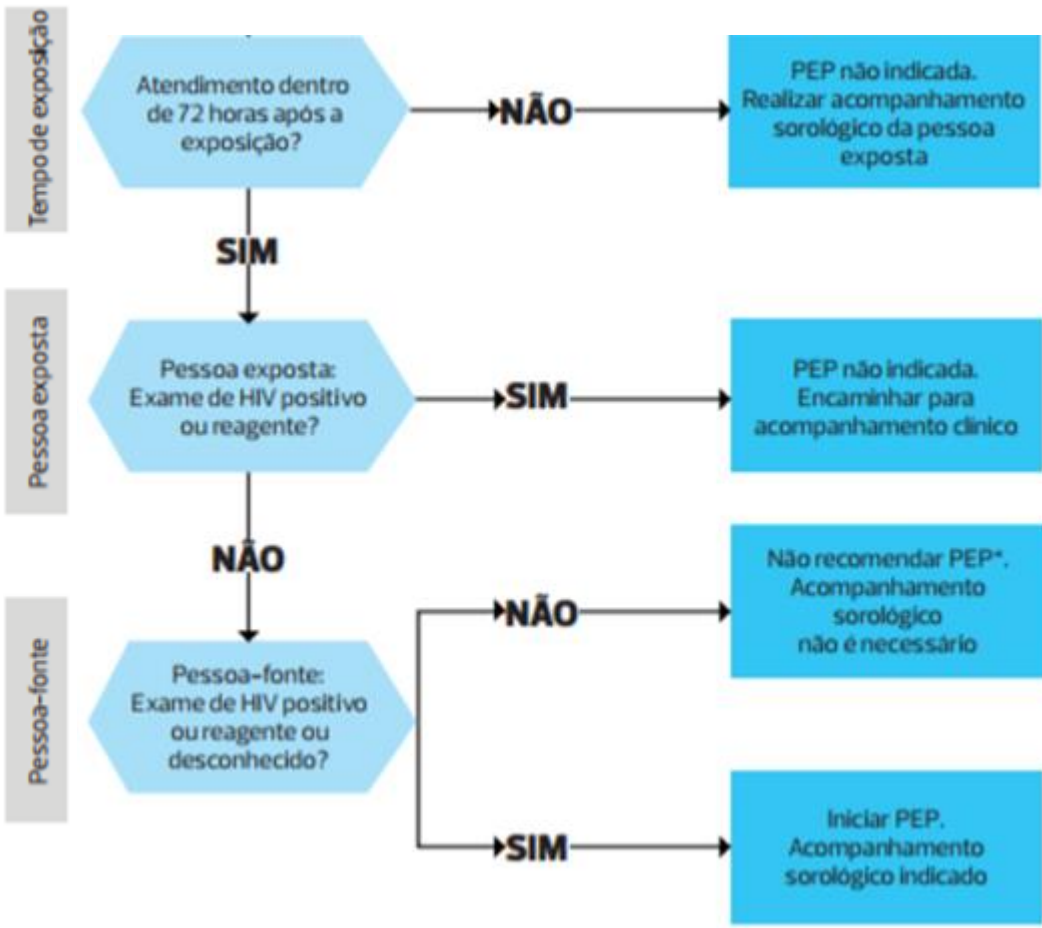 Tempo de exposição
Atendimento dentro
de 72 horas após a
exposição?
NÃO
PEP não indicada.
Realizar acompanhamento
sorológico da pessoa
exposta
SIM
Pessoa exposta
Pessoa exposta:
Exame de HIV positivo
ou reagente?
SIM
PEP não indicada.
Encaminhar para
acompanhamento clínico
NÃO
Pessoa-fonte
Pessoa-fonte:
Exame de HIV positivo
ou reagente ou
desconhecido?
NÃO
Não recomendar PEP*.
Acompanhamento
sorológico
não é necessário
SIM
Iniciar PEP.
Acompanhamento
sorológico indicado